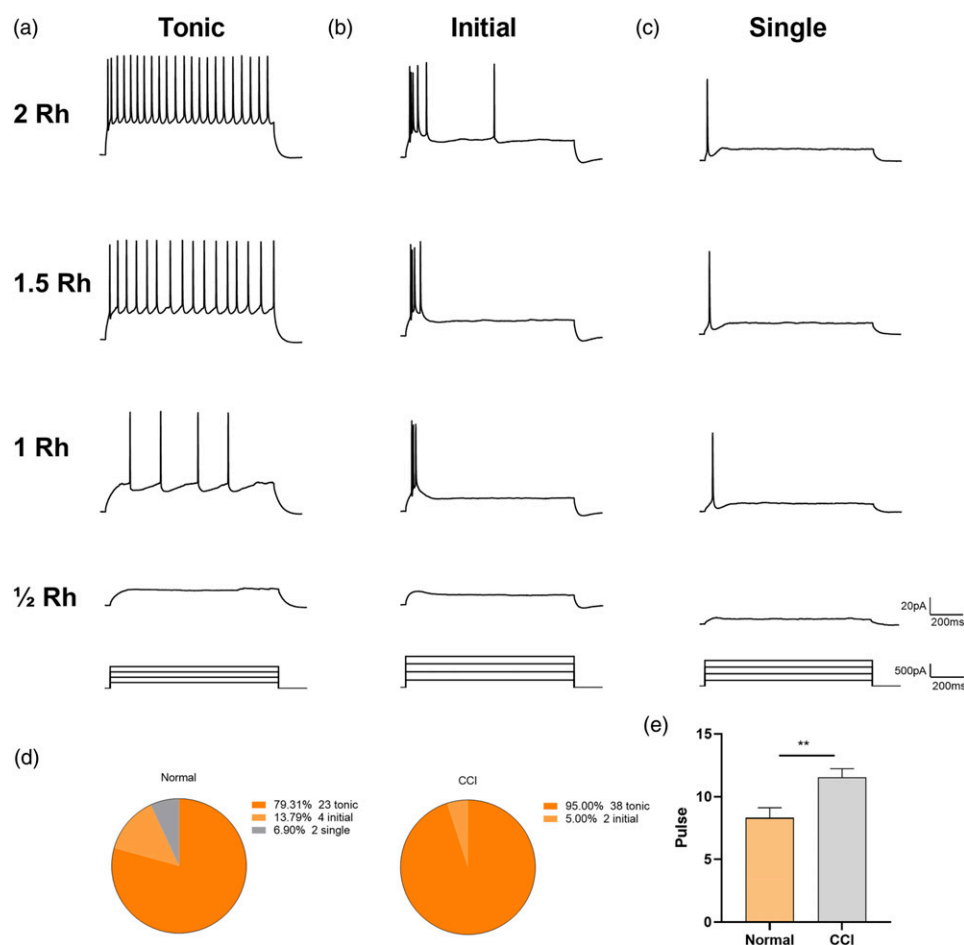 (a) Tonic (b) Initial (c) Single
2 Rh
1.5 Rh
1 Rh
½ Rh
20pA
200ms
500pA
200ms
(d)
Normal
79.31% 23 tonic
13.79% 4 initial
6.90% 2 single
CCI
95.00% 38 tonic
5.00% 2 initial
(e)
Pulse
15
10
5
0
**
Normal CCI